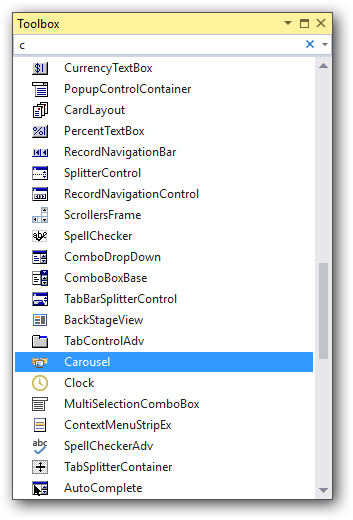 Toolbox
c
CurrencyTextBox
PopupControlContainer
CardLayout
PercentTextBox
RecordNavigationBar
SplitterControl
RecordNavigationControl
ScrollersFrame
SpellChecker
ComboDropDown
ComboBoxBase
TabBarSplitterControl
BackStageView
TabControlAdv
Carousel
Clock
MultiSelectionComboBox
ContextMenuStripEx
SpellCheckerAdv
TabSplitterContainer
AutoComplete